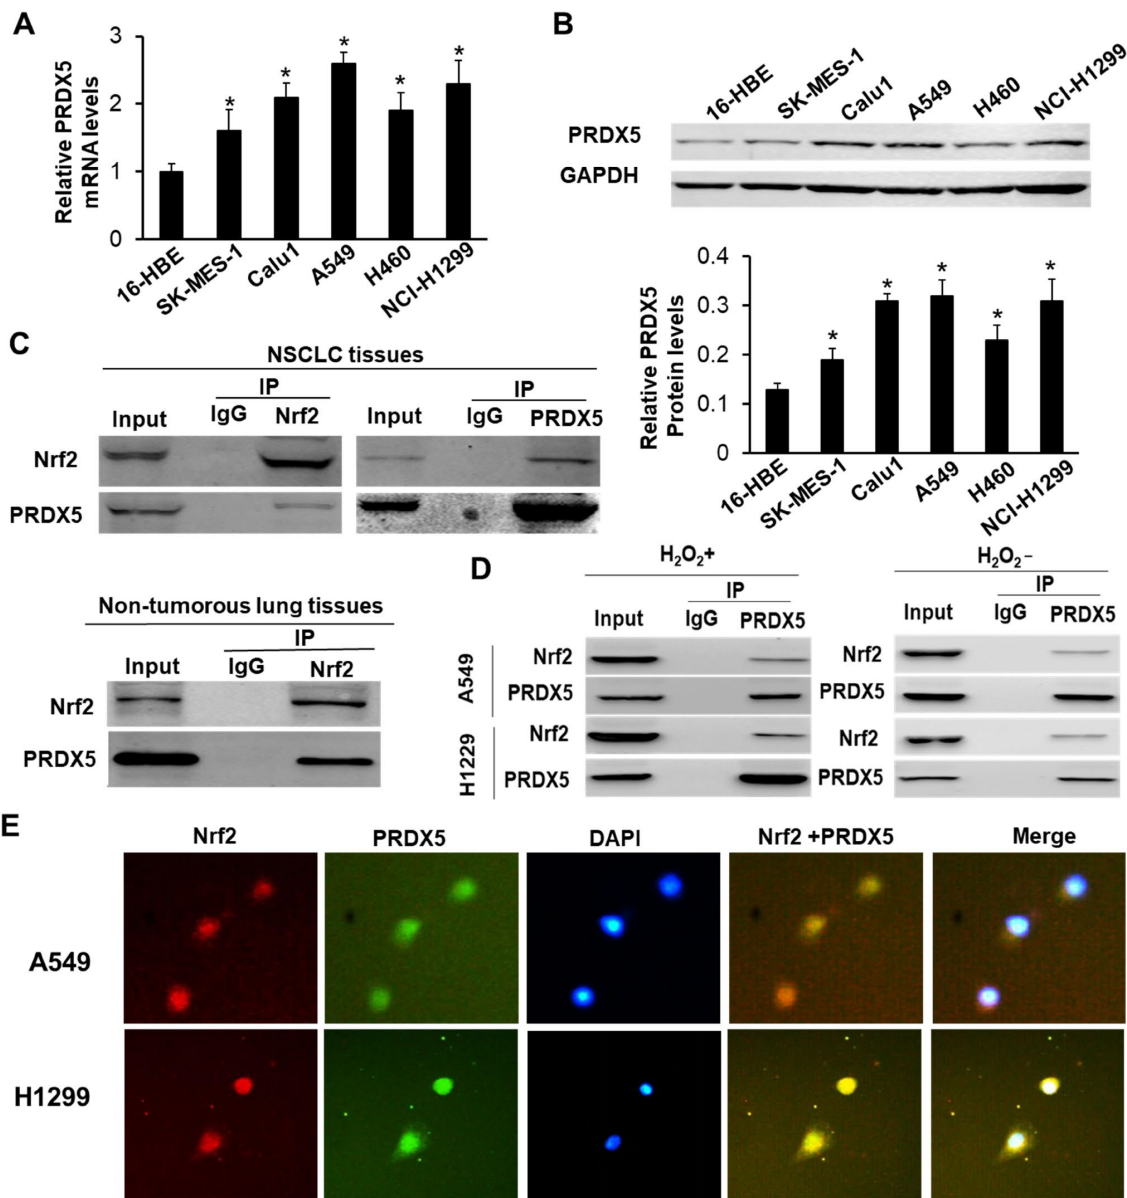 A
Relative PRDX5
mRNA levels
3
2
1
0
*
*
*
*
*
16-HBE
SK-MES-1
Calu1
A549
H460
NCI-H1299
B
16-HBE
SK-MES-1
Calu1
A549
H460
NCI-H1299
PRDX5
GAPDH
Relative PRDX5
Protein levels
0.4
0.3
0.2
0.1
0
*
*
*
*
*
16-HBE
SK-MES-1
Calu1
A549
H460
NCI-H1299
C
NSCLC tissues
IP
IP
Input
IgG
Nrf2
Input
IgG
PRDX5
Nrf2
PRDX5
Non-tumorous lung tissues
IP
Input
IgG
Nrf2
Nrf2
PRDX5
D
H₂O₂+
H₂O₂−
IP
IP
Input
IgG
PRDX5
Input
IgG
PRDX5
A549
Nrf2
Nrf2
PRDX5
PRDX5
H1229
Nrf2
Nrf2
PRDX5
PRDX5
E
Nrf2
PRDX5
DAPI
Nrf2 +PRDX5
Merge
A549
H1299